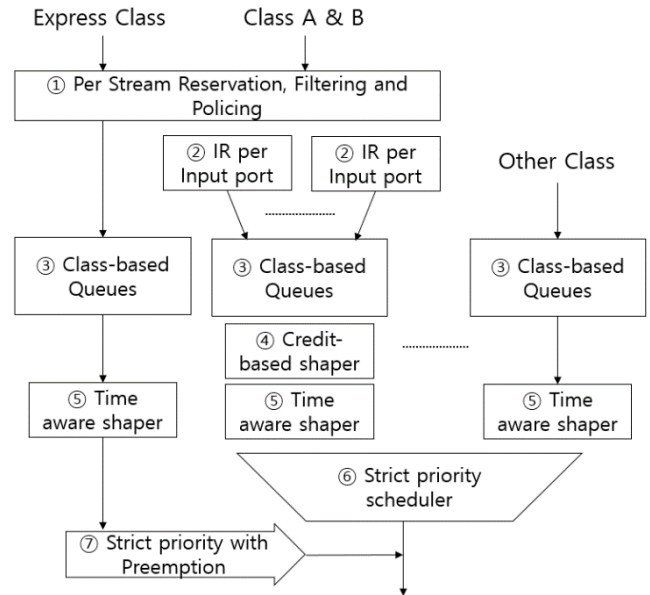 Express Class
Class A & B
① Per Stream Reservation, Filtering and
Policing
② IR per
Input port
② IR per
Input port
Other Class
③ Class-based
Queues
③ Class-based
Queues
③ Class-based
Queues
④ Credit-
based shaper
⑤ Time
aware shaper
⑤ Time
aware shaper
⑤ Time
aware shaper
⑥ Strict priority
scheduler
⑦ Strict priority with
Preemption